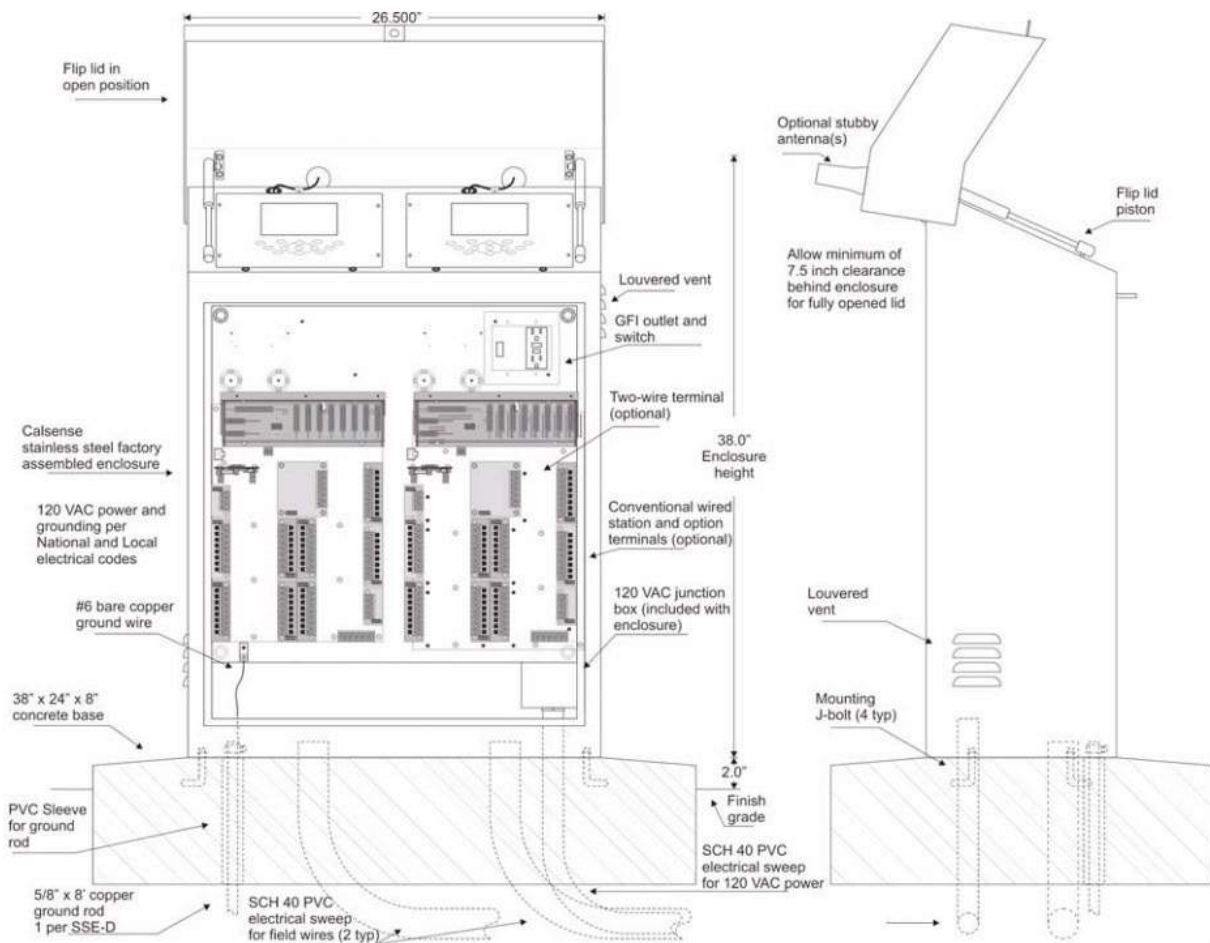 26.500"
Flip lid in
open position
Optional stubby
antenna(s)
Flip lid
piston
Allow minimum of
7.5 inch clearance
behind enclosure
for fully opened lid
Louvered vent
GFI outlet and
switch
Two-wire terminal
(optional)
38.0"
Enclosure
height
Calsense
stainless steel factory
assembled enclosure
120 VAC power and
grounding per
National and Local
electrical codes
Conventional wired
station and option
terminals (optional)
#6 bare copper
ground wire
120 VAC junction
box (included with
enclosure)
Louvered
vent
38" x 24" x 8"
concrete base
Mounting
J-bolt (4 typ)
2.0"
Finish
grade
PVC Sleeve
for ground
rod
SCH 40 PVC
electrical sweep
for 120 VAC power
5/8" x 8' copper
ground rod
1 per SSE-D
SCH 40 PVC
electrical sweep
for field wires (2 typ)